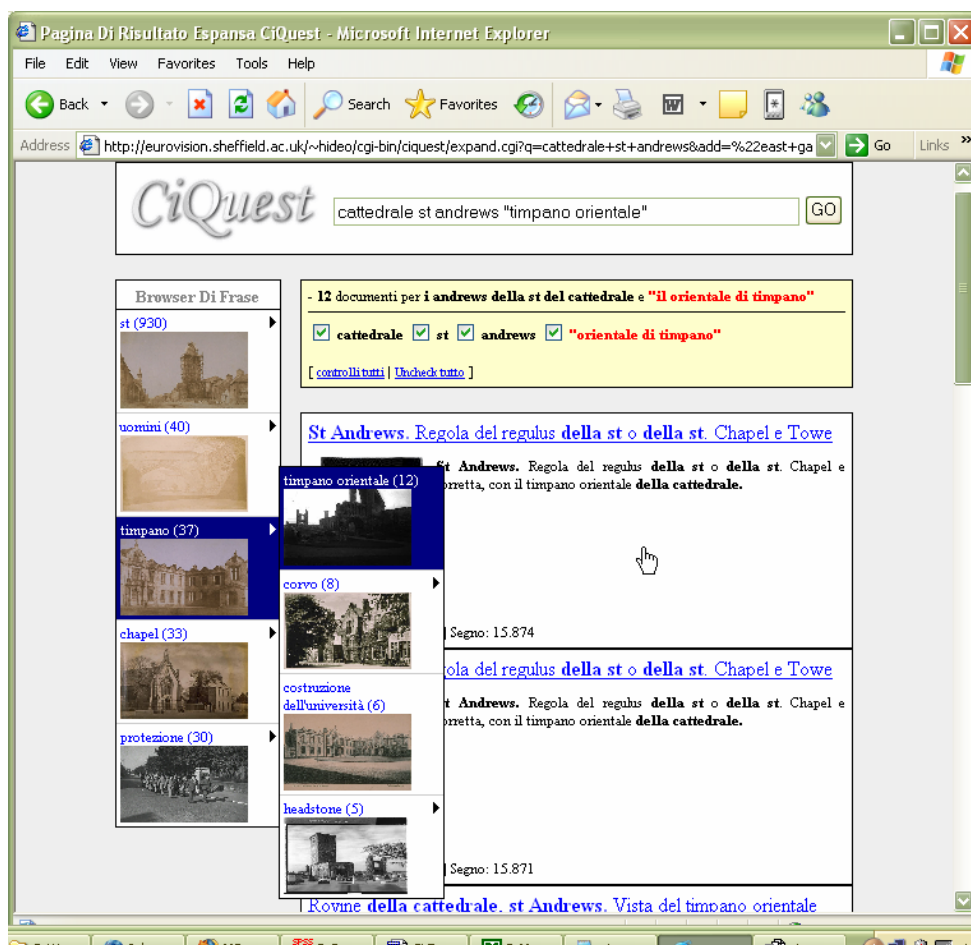 Pagina Di Risultato Espansa CiQuest - Microsoft Internet Explorer
File Edit View Favorites Tools Help
Back Search Favorites
Address http://eurovision.sheffield.ac.uk/~hideo/cgi-bin/ciquest/expand.cgi?q=cattedrale+st+andrews&add=%22east+ga Go Links »
CiQuest cattedrale st andrews "timpano orientale" GO
Browser Di Frase
st (930)
uomini (40)
timpano (37)
chapel (33)
protezione (30)
timpano orientale (12)
corvo (8)
costruzione
dell'università (6)
headstone (5)
- 12 documenti per i andrews della st del cattedrale e "il orientale di timpano"
cattedrale st andrews "orientale di timpano"
[ controlli tutti | Uncheck tutto ]
St Andrews. Regola del regulus della st o della st. Chapel e Towe
St Andrews. Regola del regulus della st o della st. Chapel e
orretta, con il timpano orientale della cattedrale.
| Segno: 15.874
ola del regulus della st o della st. Chapel e Towe
t Andrews. Regola del regulus della st o della st. Chapel e
orretta, con il timpano orientale della cattedrale.
| Segno: 15.871
Rovine della cattedrale, st Andrews. Vista del timpano orientale